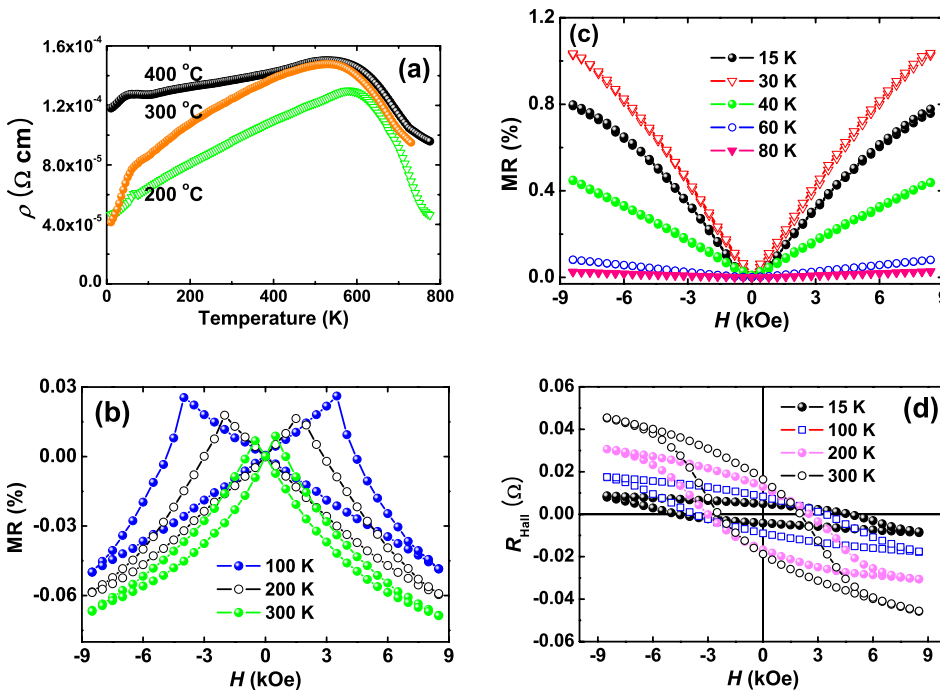 1.6x10⁻⁴
1.2x10⁻⁴
8.0x10⁻⁵
4.0x10⁻⁵
0.0
ρ (Ω cm)
(a)
400 °C
300 °C
200 °C
0 200 400 600 800
Temperature (K)
(c)
1.2
0.8
0.4
0.0
MR (%)
15 K
30 K
40 K
60 K
80 K
-9 -6 -3 0 3 6 9
H (kOe)
(b)
0.03
0.00
-0.03
-0.06
MR (%)
100 K
200 K
300 K
-9 -6 -3 0 3 6 9
H (kOe)
(d)
0.06
0.04
0.02
0.00
-0.02
-0.04
-0.06
R_Hall (Ω)
15 K
100 K
200 K
300 K
-9 -6 -3 0 3 6 9
H (kOe)